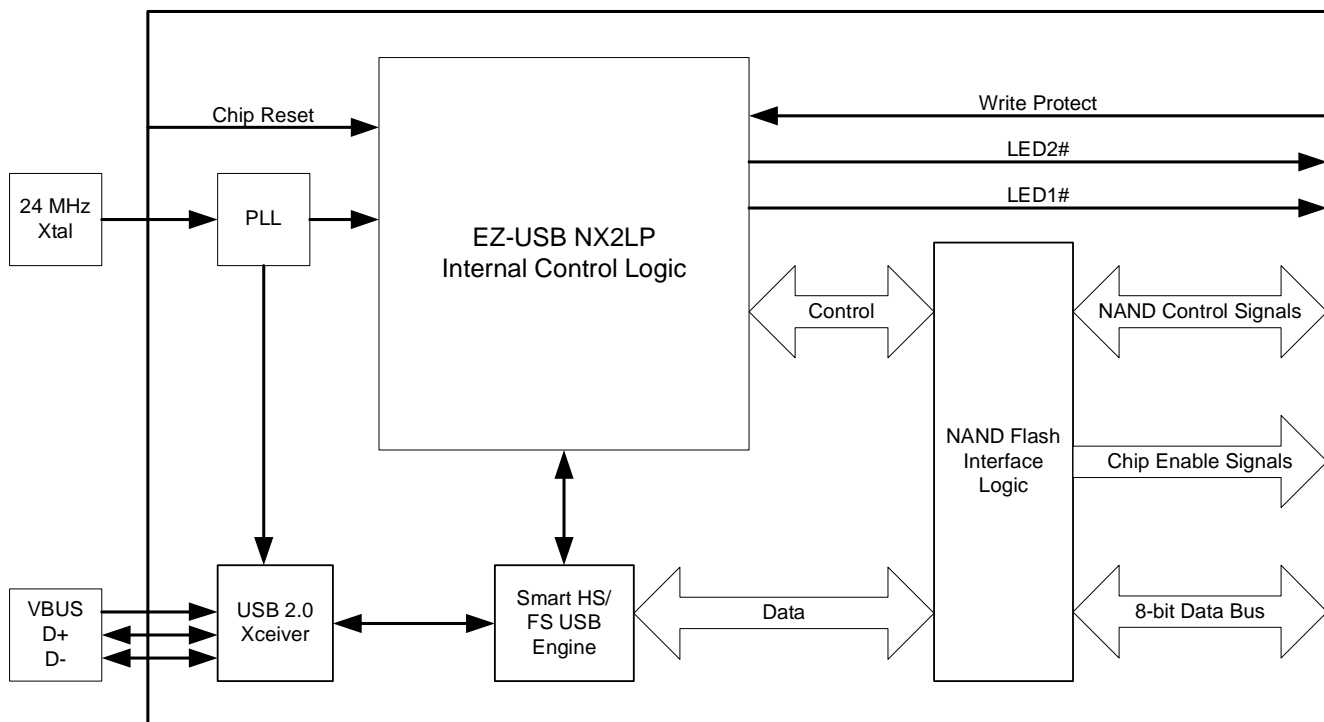 Chip Reset
Write Protect
LED2#
LED1#
24 MHz
Xtal
PLL
EZ-USB NX2LP
Internal Control Logic
Control
NAND Control Signals
NAND Flash
Interface
Logic
Chip Enable Signals
VBUS
D+
D-
USB 2.0
Xceiver
Smart HS/
FS USB
Engine
Data
8-bit Data Bus